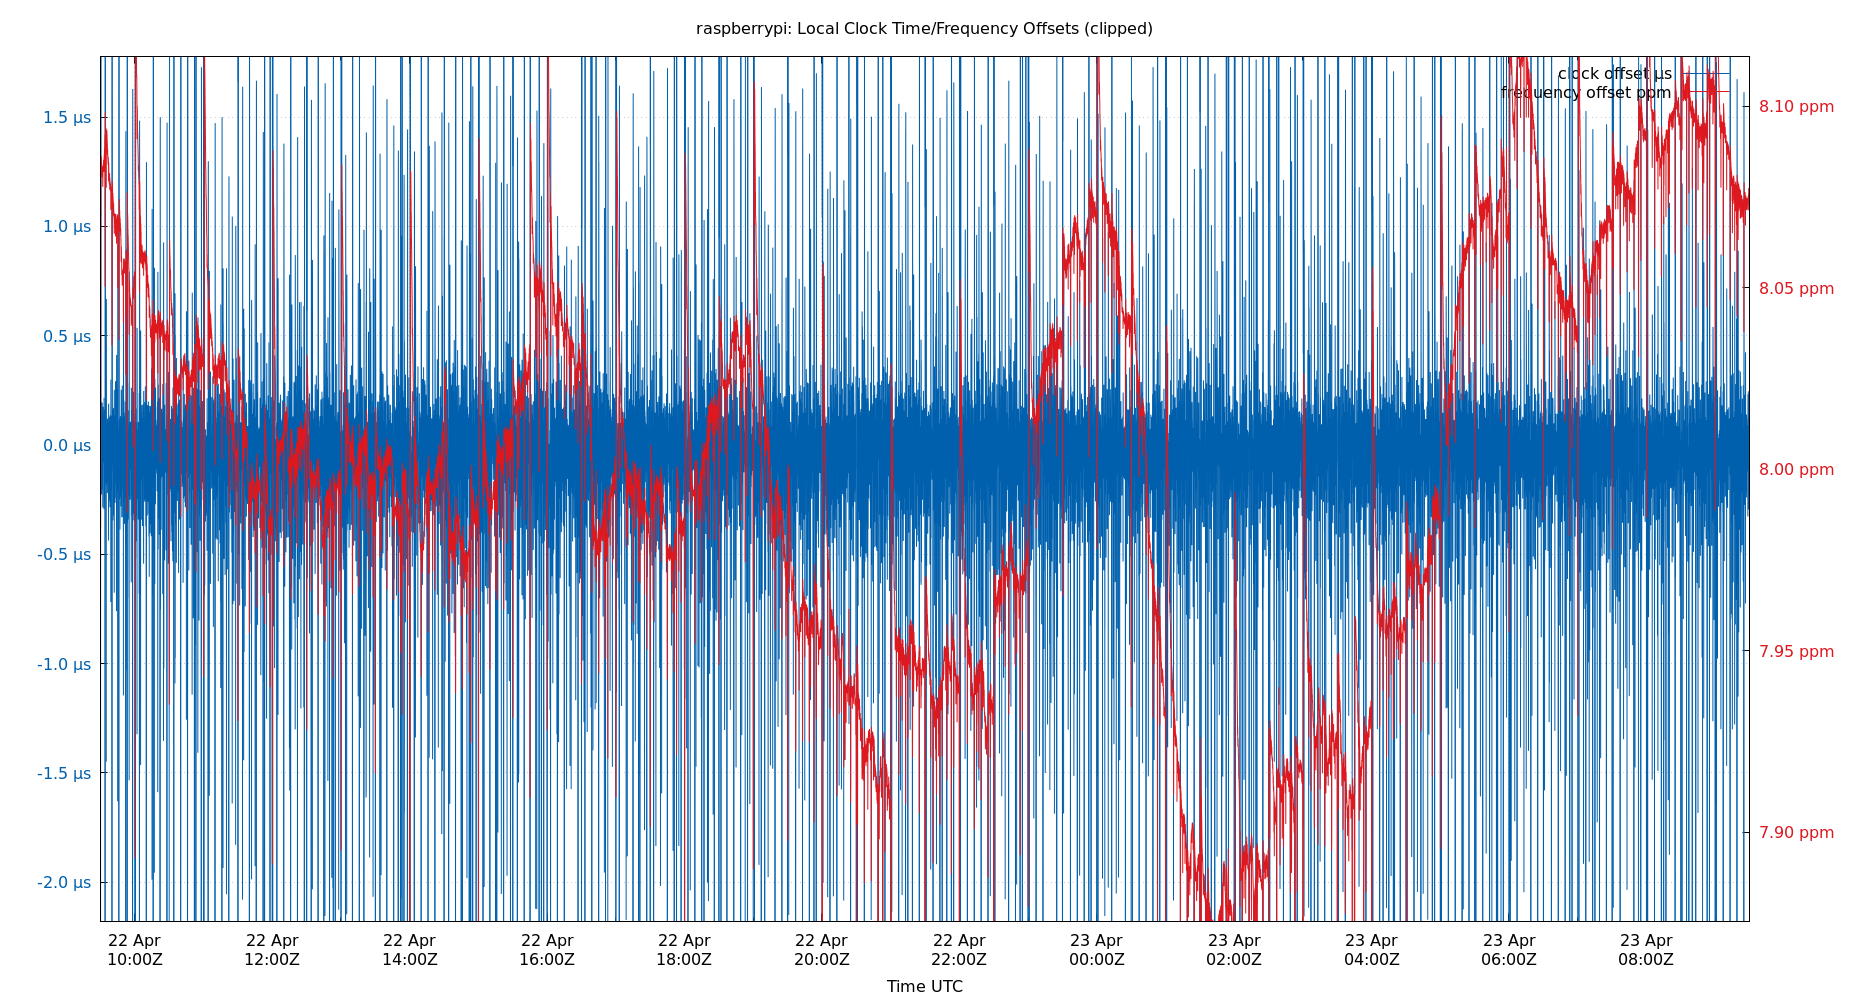 raspberrypi: Local Clock Time/Frequency Offsets (clipped)
clock offset µs
frequency offset ppm
1.5 µs
1.0 µs
0.5 µs
0.0 µs
-0.5 µs
-1.0 µs
-1.5 µs
-2.0 µs
8.10 ppm
8.05 ppm
8.00 ppm
7.95 ppm
7.90 ppm
22 Apr 22 Apr 22 Apr 22 Apr 22 Apr 22 Apr 22 Apr 23 Apr 23 Apr 23 Apr 23 Apr 23 Apr
10:00Z 12:00Z 14:00Z 16:00Z 18:00Z 20:00Z 22:00Z 00:00Z 02:00Z 04:00Z 06:00Z 08:00Z
Time UTC